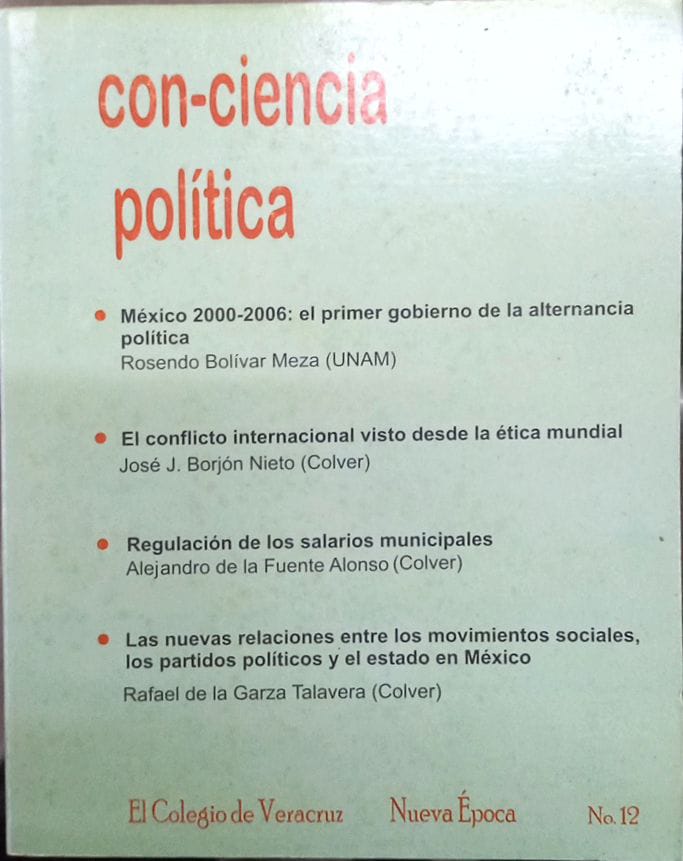 con-ciencia
política
México 2000-2006: el primer gobierno de la alternancia
política
Rosendo Bolívar Meza (UNAM)
El conflicto internacional visto desde la ética mundial
José J. Borjón Nieto (Colver)
Regulación de los salarios municipales
Alejandro de la Fuente Alonso (Colver)
Las nuevas relaciones entre los movimientos sociales,
los partidos políticos y el estado en México
Rafael de la Garza Talavera (Colver)
El Colegio de Veracruz Nueva Época No. 12